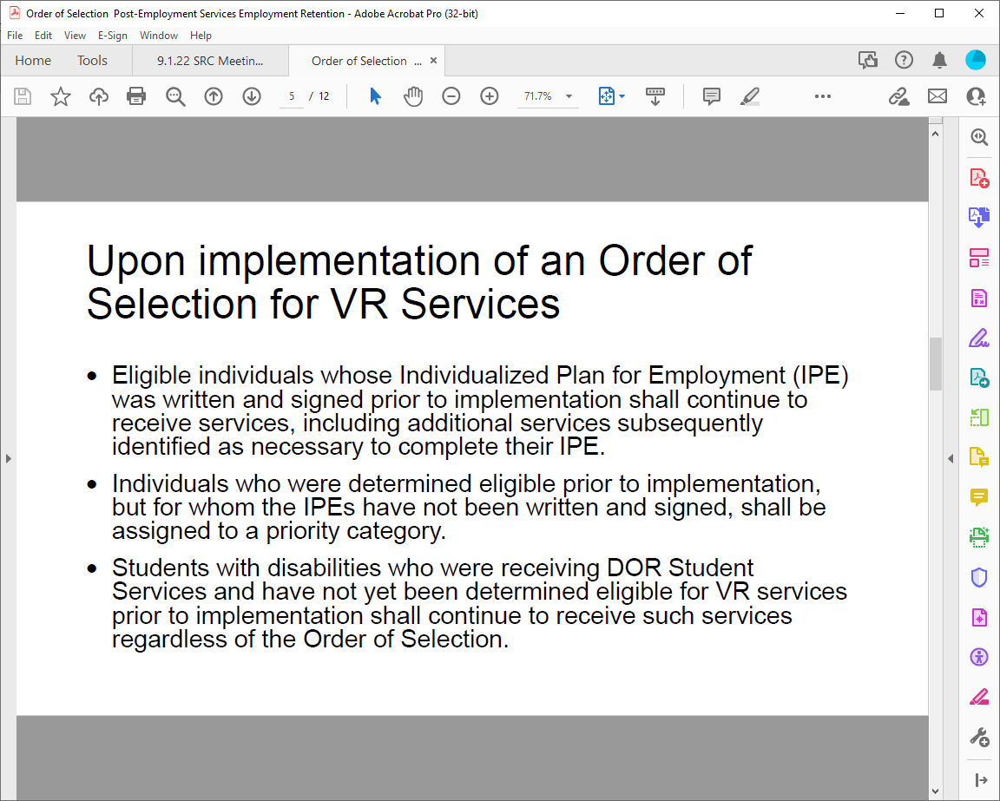 Order of Selection  Post-Employment Services Employment Retention - Adobe Acrobat Pro (32-bit)
File Edit View E-Sign Window Help
Home Tools 9.1.22 SRC Meetin... Order of Selection ... ×
5 / 12 71.7%
Upon implementation of an Order of
Selection for VR Services
• Eligible individuals whose Individualized Plan for Employment (IPE)
was written and signed prior to implementation shall continue to
receive services, including additional services subsequently
identified as necessary to complete their IPE.
• Individuals who were determined eligible prior to implementation,
but for whom the IPEs have not been written and signed, shall be
assigned to a priority category.
• Students with disabilities who were receiving DOR Student
Services and have not yet been determined eligible for VR services
prior to implementation shall continue to receive such services
regardless of the Order of Selection.